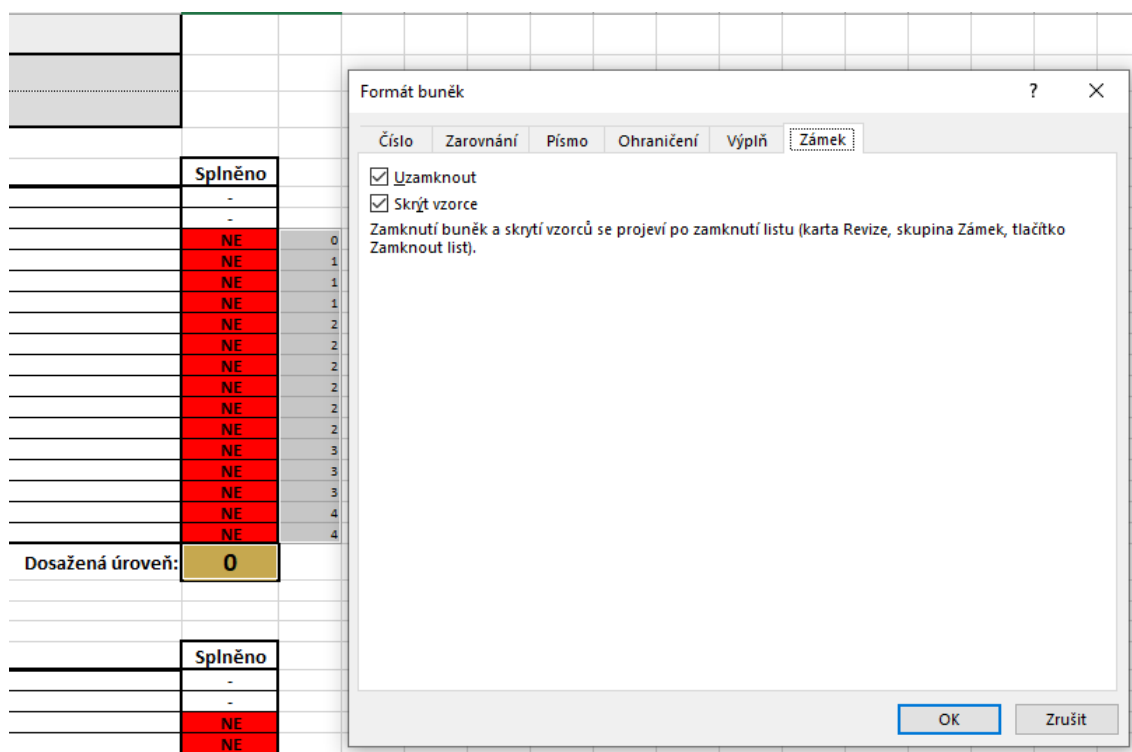 Formát buněk
?
Číslo Zarovnání Písmo Ohraničení Výplň Zámek
Uzamknout
Skrýt vzorce
Zamknutí buněk a skrytí vzorců se projeví po zamknutí listu (karta Revize, skupina Zámek, tlačítko
Zamknout list).
OK Zrušit
Splněno
-
-
NE 0
NE 1
NE 1
NE 1
NE 2
NE 2
NE 2
NE 2
NE 2
NE 2
NE 3
NE 3
NE 3
NE 4
NE 4
Dosažená úroveň: 0
Splněno
-
-
NE
NE